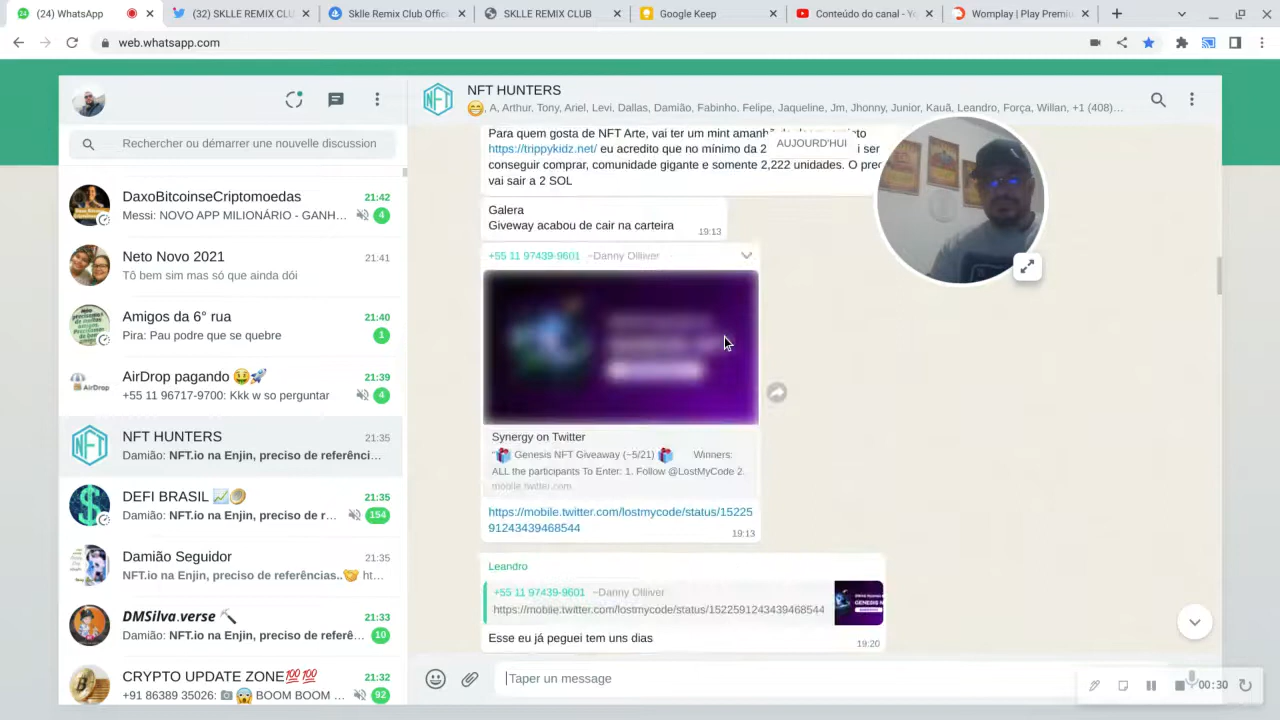 (24) WhatsApp
(32) SKLLE REMIX CLU
Sklle Remix Club Offici
SKLLE REMIX CLUB
Google Keep
Conteúdo do canal - Yo
Womplay | Play Premiu
web.whatsapp.com
Rechercher ou démarrer une nouvelle discussion
DaxoBitcoinseCriptomoedas 21:42
Messi: NOVO APP MILIONÁRIO - GANH... 4
Neto Novo 2021 21:41
Tô bem sim mas só que ainda dói
Amigos da 6° rua 21:40
Pira: Pau podre que se quebre 1
AirDrop pagando 🤑🚀 21:39
+55 11 96717-9700: Kkk w so perguntar 4
NFT HUNTERS 21:35
Damião: NFT.io na Enjin, preciso de referênci...
DEFI BRASIL 📈🪙 21:35
Damião: NFT.io na Enjin, preciso de r... 154
Damião Seguidor 21:35
NFT.io na Enjin, preciso de referências..🤝 ht...
DMSilva.verse ⛏ 21:33
Damião: NFT.io na Enjin, preciso de referê... 10
CRYPTO UPDATE ZONE💯💯 21:32
+91 86389 35026: 📷 😱 BOOM BOOM ... 92
NFT HUNTERS
😄, A, Arthur, Tony, Ariel, Levi, Dallas, Damião, Fabinho, Felipe, Jaqueline, Jm, Jhonny, Junior, Kauã, Leandro, Força, Willan, +1 (408)...
AUJOURD'HUI
Para quem gosta de NFT Arte, vai ter um mint amanhã
https://trippykidz.net/ eu acredito que no mínimo da 2 i ser
conseguir comprar, comunidade gigante e somente 2,222 unidades. O prec
vai sair a 2 SOL
Galera
Giveway acabou de cair na carteira 19:13
+55 11 97439-9601 ~Danny Olliver
Synergy on Twitter
"🎁 Genesis NFT Giveaway (~5/21) 🎁 Winners:
ALL the participants To Enter: 1. Follow @LostMyCode 2.
mobile.twitter.com
https://mobile.twitter.com/lostmycode/status/15225
91243439468544 19:13
Leandro
+55 11 97439-9601 ~Danny Olliver
https://mobile.twitter.com/lostmycode/status/1522591243439468544
Esse eu já peguei tem uns dias 19:20
Taper un message
00:30